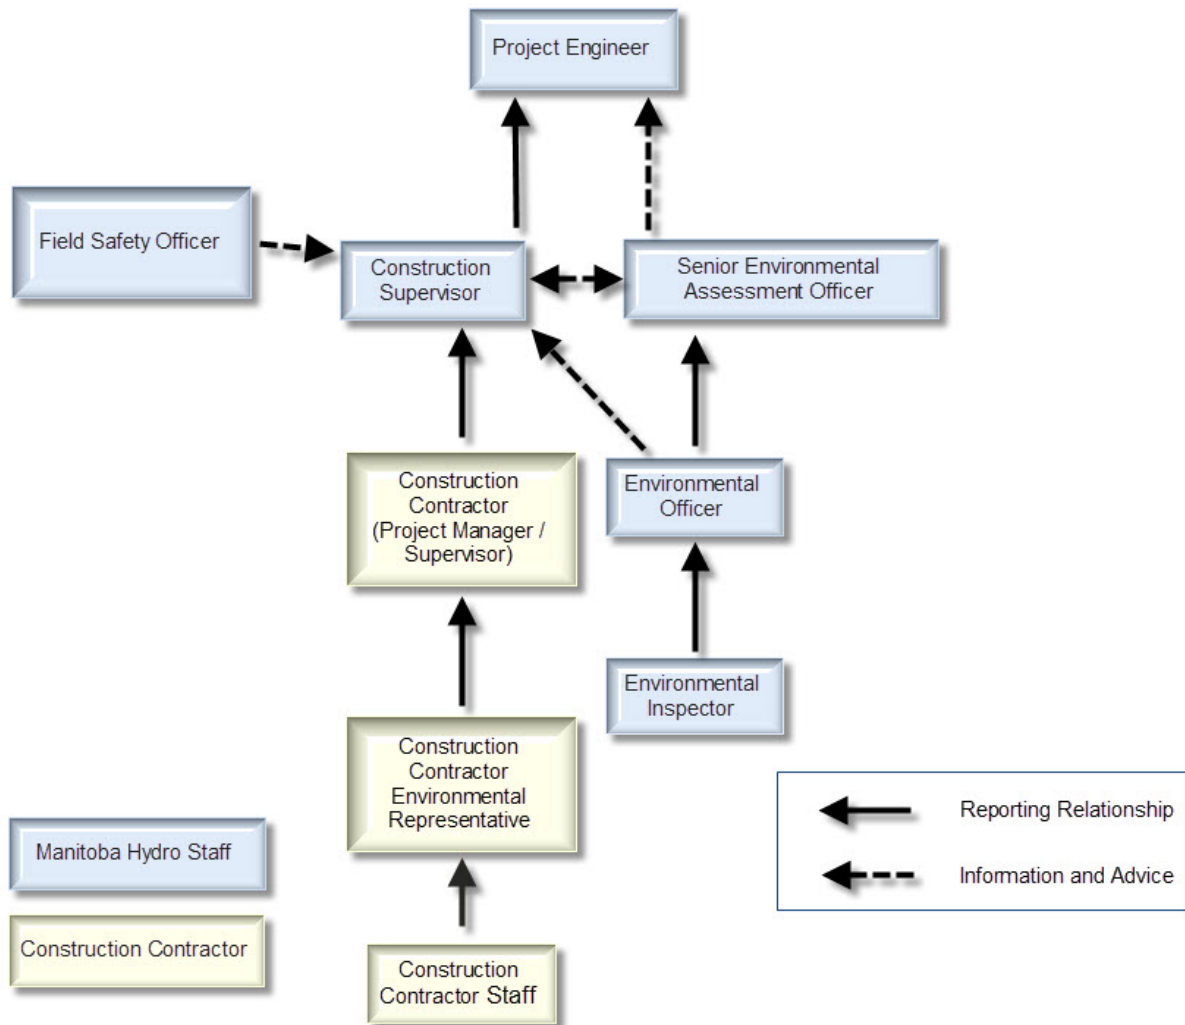 Project Engineer
Field Safety Officer
Construction
Supervisor
Senior Environmental
Assessment Officer
Construction
Contractor
(Project Manager /
Supervisor)
Environmental
Officer
Environmental
Inspector
Construction
Contractor
Environmental
Representative
Manitoba Hydro Staff
Construction Contractor
Construction
Contractor Staff
Reporting Relationship
Information and Advice